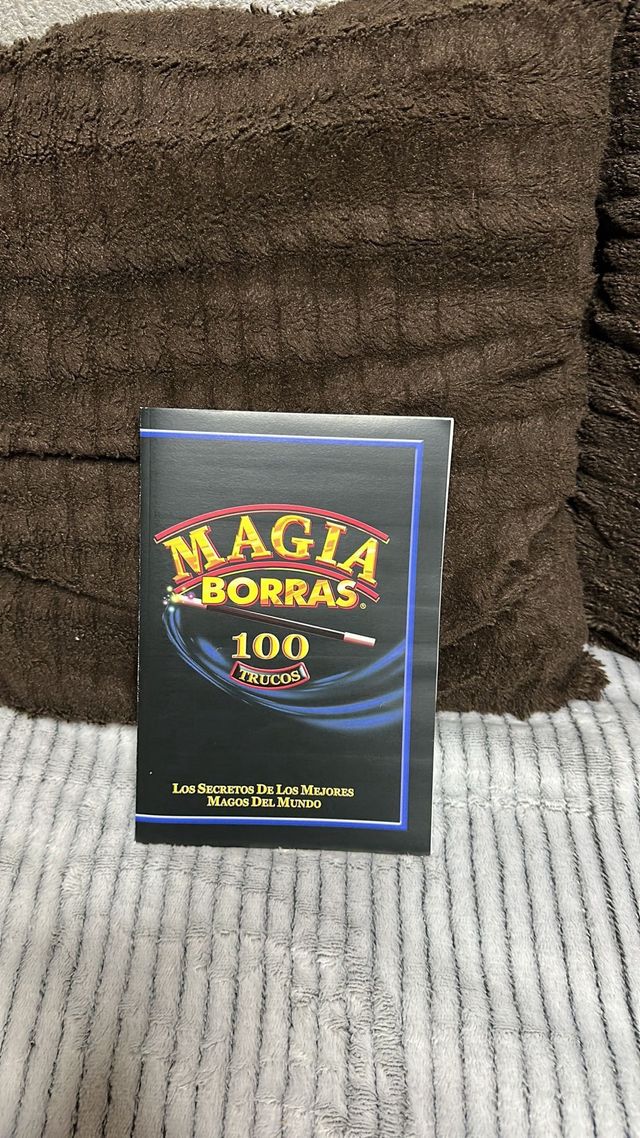 MAGIA
BORRAS®
100
TRUCOS
LOS SECRETOS DE LOS MEJORES
MAGOS DEL MUNDO